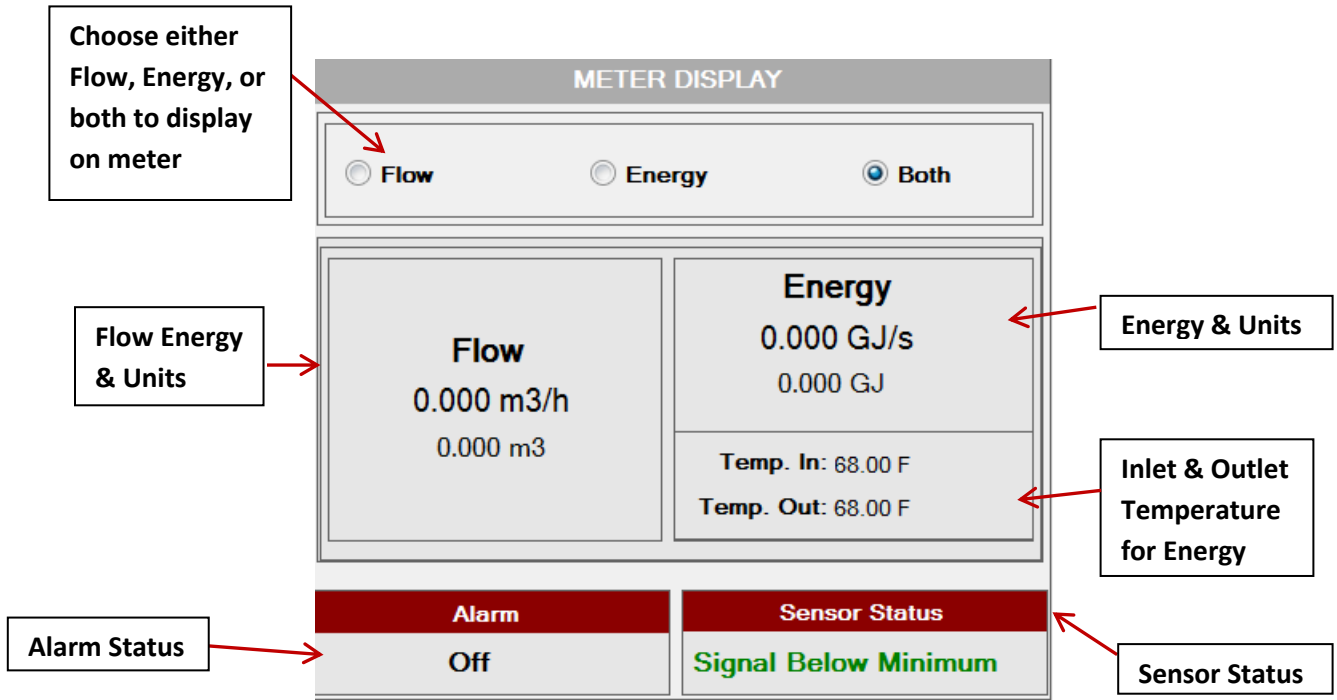 Choose either
Flow, Energy, or
both to display
on meter
METER DISPLAY
Flow
Energy
Both
Flow Energy
& Units
Flow
0.000 m3/h
0.000 m3
Energy
0.000 GJ/s
0.000 GJ
Energy & Units
Temp. In: 68.00 F
Temp. Out: 68.00 F
Inlet & Outlet
Temperature
for Energy
Alarm Status
Alarm
Off
Sensor Status
Signal Below Minimum
Sensor Status